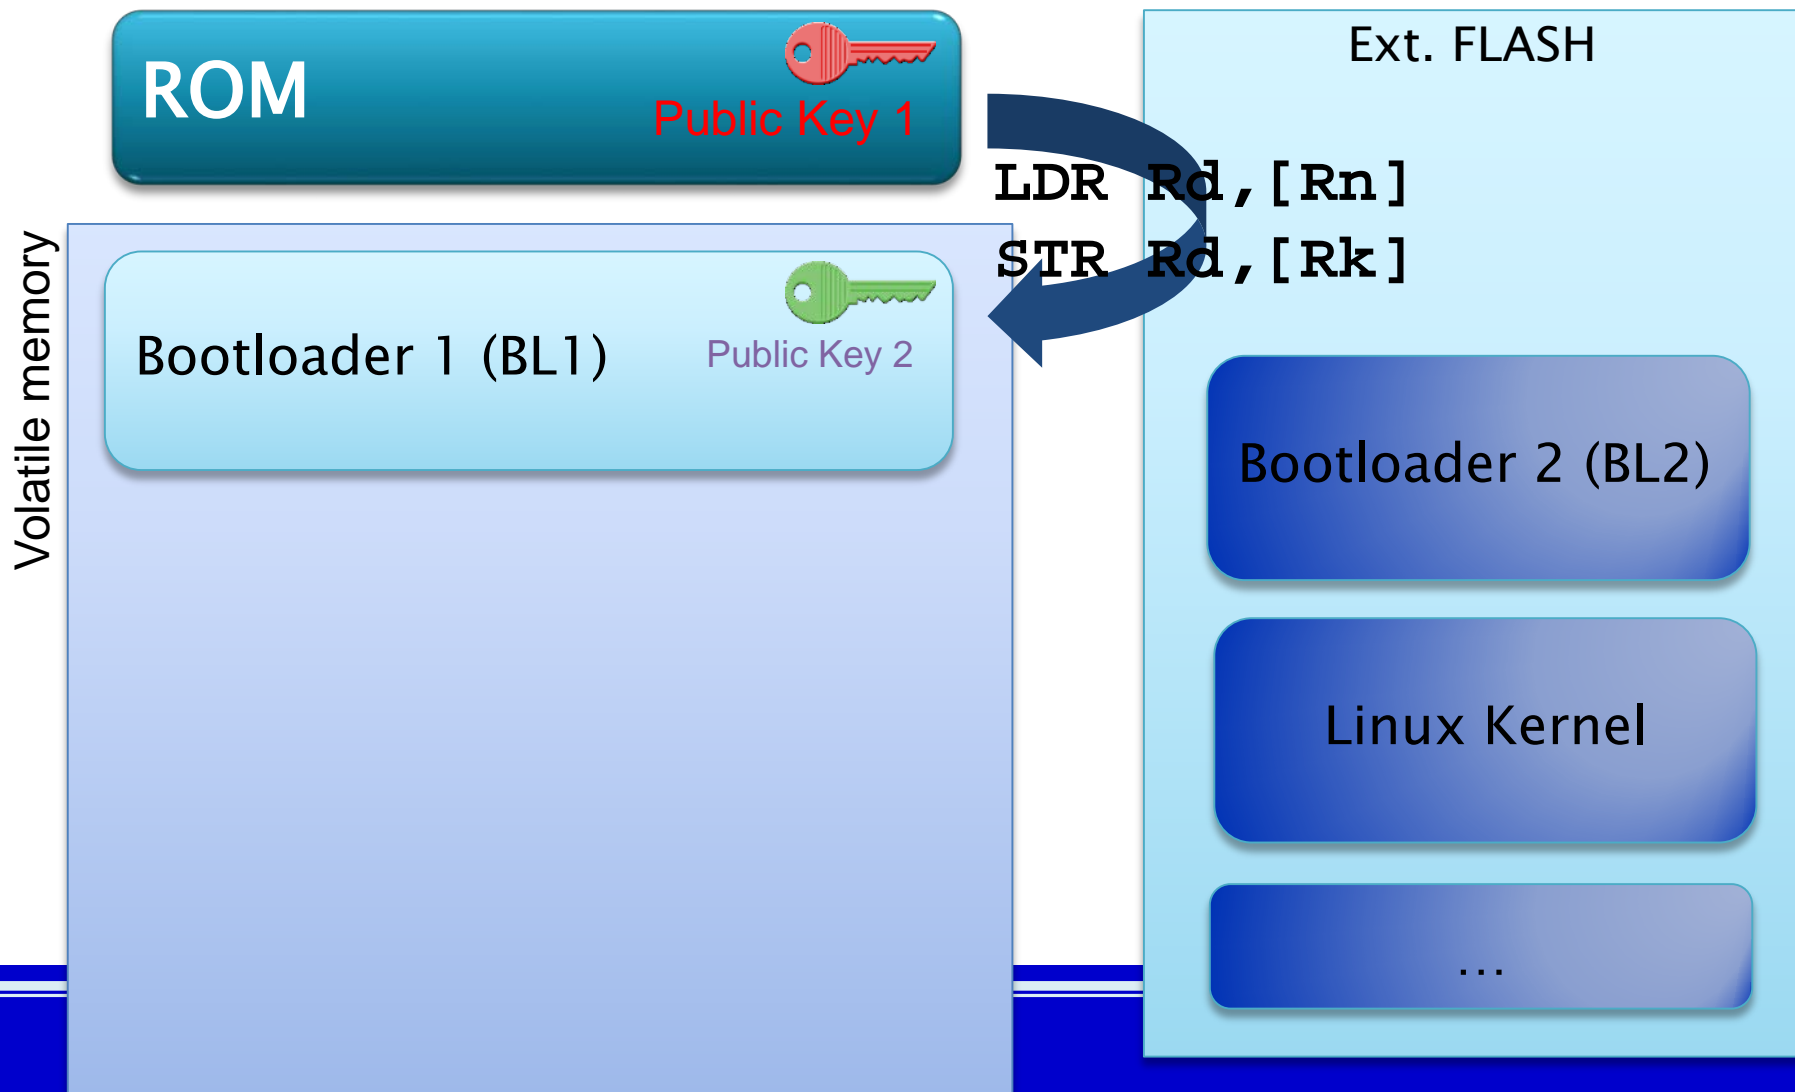 ROM
Public Key 1
Ext. FLASH
LDR Rd,[Rn]
STR Rd,[Rk]
Volatile memory
Bootloader 1 (BL1)
Public Key 2
Bootloader 2 (BL2)
Linux Kernel
...